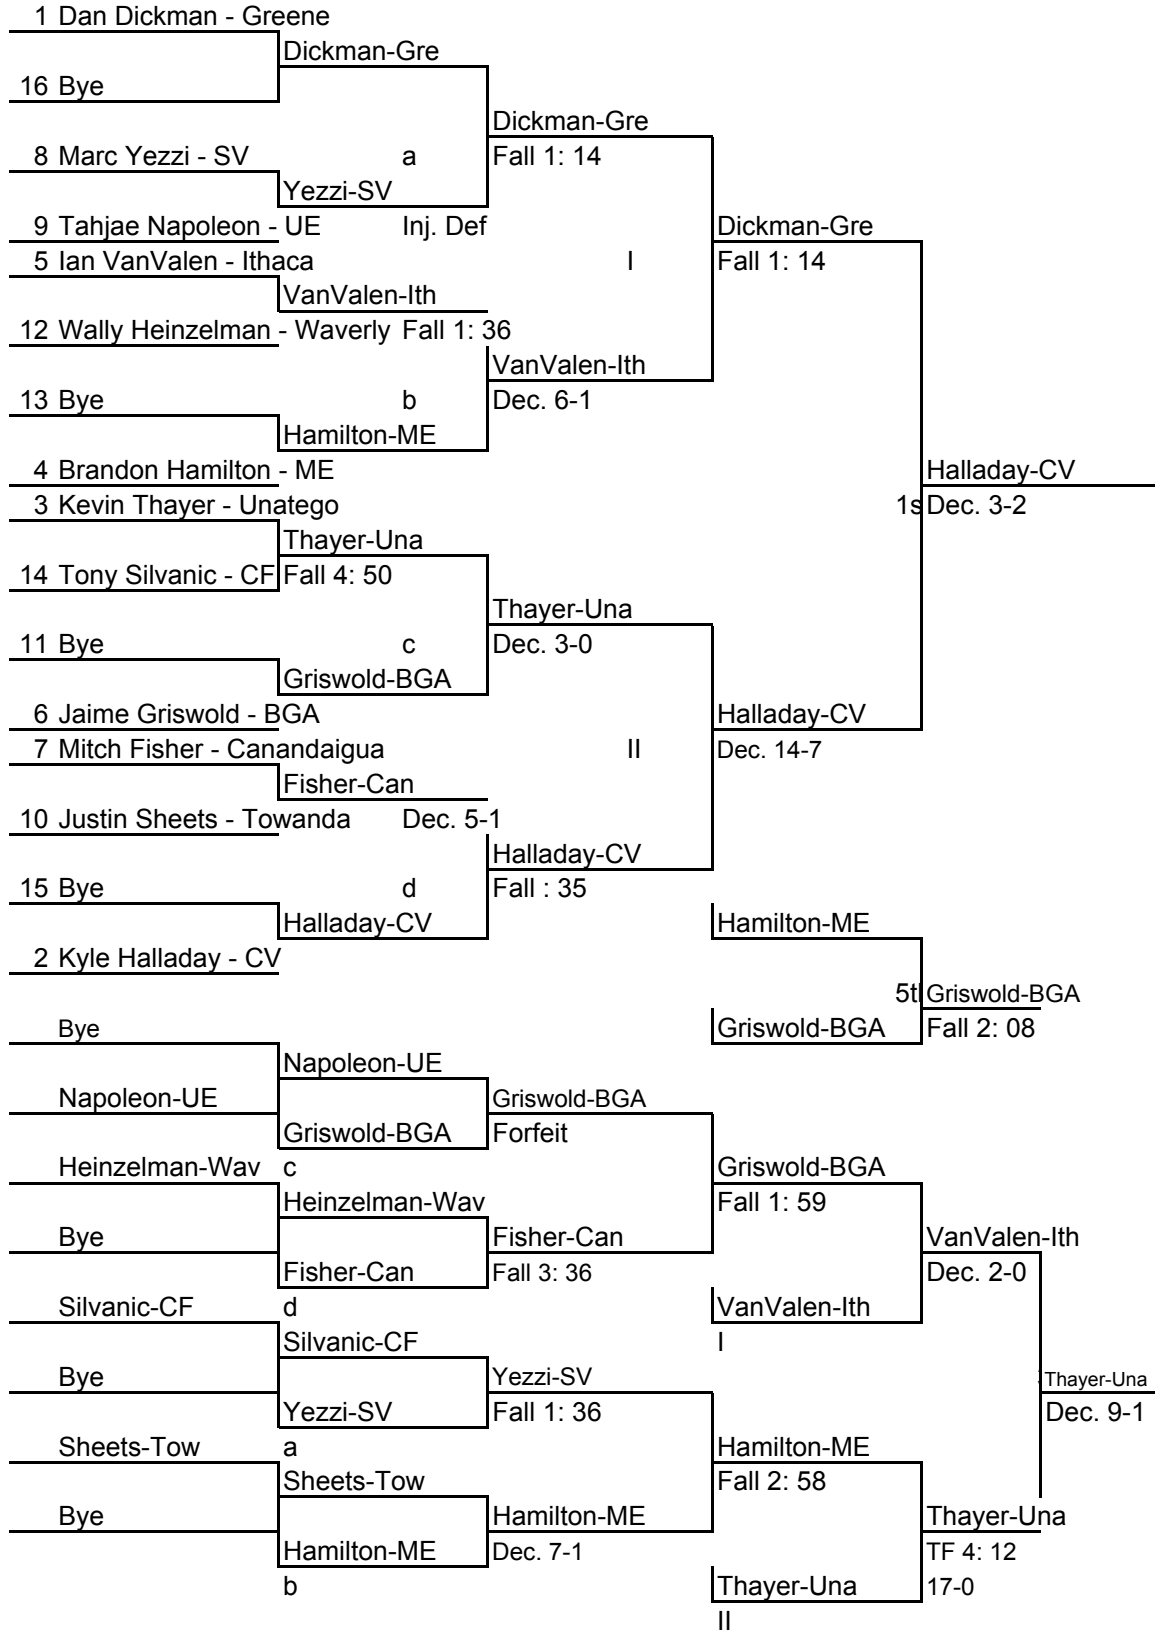 1 Dan Dickman - Greene
Dickman-Gre
16 Bye
Dickman-Gre
8 Marc Yezzi - SV a Fall 1: 14
Yezzi-SV
9 Tahjae Napoleon - UE Inj. Def Dickman-Gre
5 Ian VanValen - Ithaca I Fall 1: 14
VanValen-Ith
12 Wally Heinzelman - Waverly Fall 1: 36
VanValen-Ith
13 Bye b Dec. 6-1
Hamilton-ME
4 Brandon Hamilton - ME Halladay-CV
3 Kevin Thayer - Unatego 1s Dec. 3-2
Thayer-Una
14 Tony Silvanic - CF Fall 4: 50
Thayer-Una
11 Bye c Dec. 3-0
Griswold-BGA
6 Jaime Griswold - BGA Halladay-CV
7 Mitch Fisher - Canandaigua II Dec. 14-7
Fisher-Can
10 Justin Sheets - Towanda Dec. 5-1
Halladay-CV
15 Bye d Fall : 35
Halladay-CV Hamilton-ME
2 Kyle Halladay - CV
5t Griswold-BGA
Bye Griswold-BGA Fall 2: 08
Napoleon-UE
Napoleon-UE Griswold-BGA
Griswold-BGA Forfeit
Heinzelman-Wav c Griswold-BGA
Heinzelman-Wav Fall 1: 59
Bye Fisher-Can VanValen-Ith
Fisher-Can Fall 3: 36 Dec. 2-0
Silvanic-CF d VanValen-Ith
Silvanic-CF I
Bye Yezzi-SV Thayer-Una
Yezzi-SV Fall 1: 36 Dec. 9-1
Sheets-Tow a Hamilton-ME
Sheets-Tow Fall 2: 58
Bye Hamilton-ME Thayer-Una
Hamilton-ME Dec. 7-1 TF 4: 12
b Thayer-Una 17-0
II